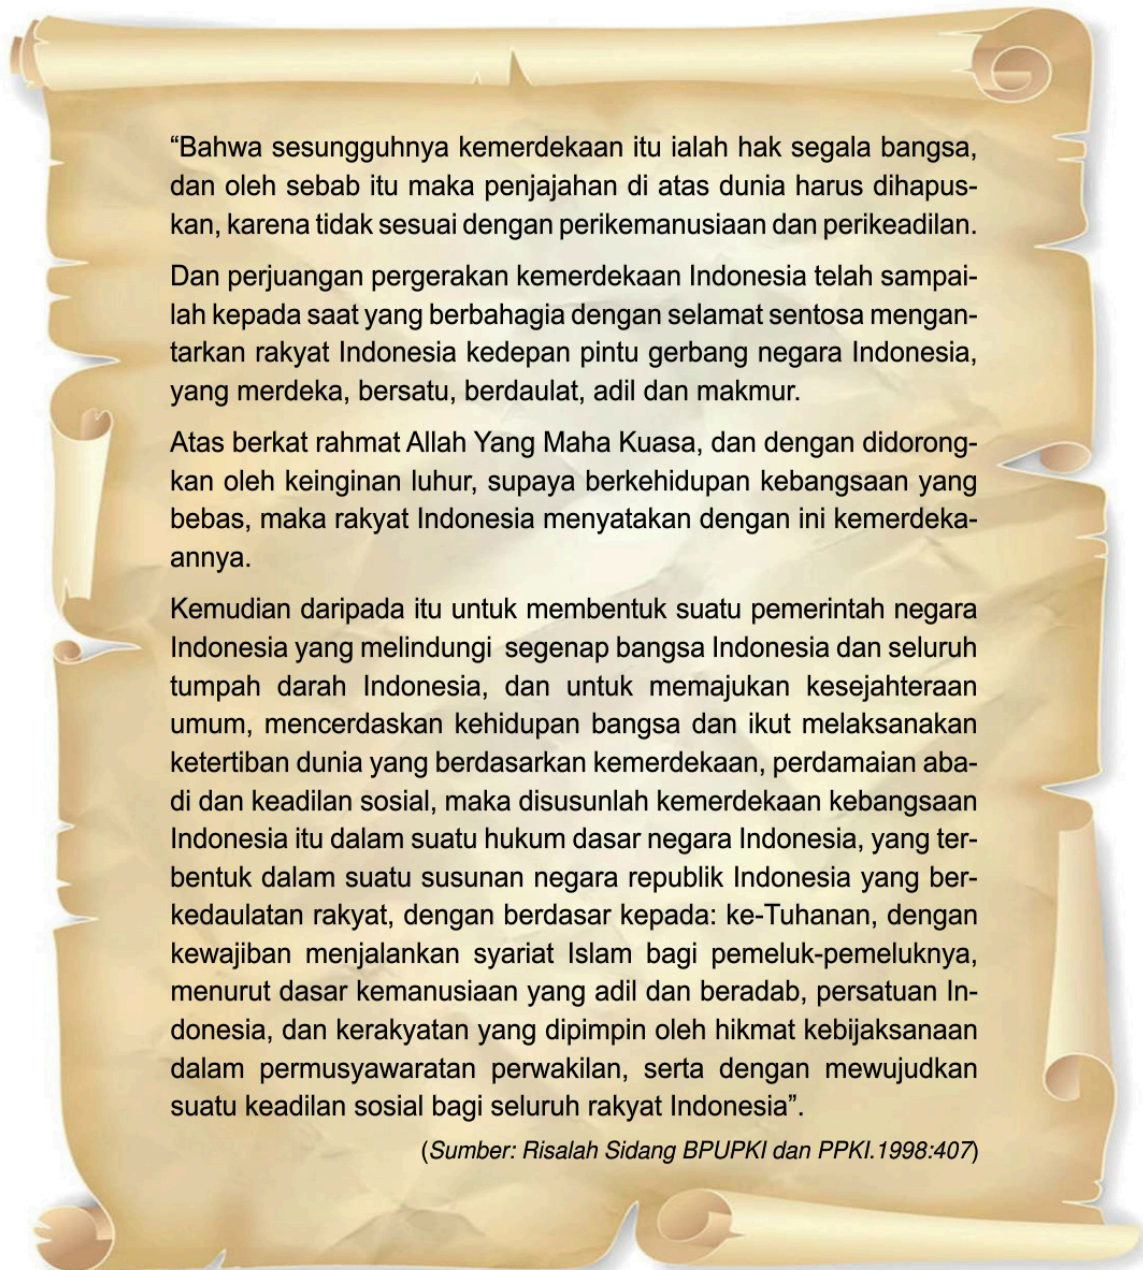 “Bahwa sesungguhnya kemerdekaan itu ialah hak segala bangsa,
dan oleh sebab itu maka penjajahan di atas dunia harus dihapus-
kan, karena tidak sesuai dengan perikemanusiaan dan perikeadilan.
Dan perjuangan pergerakan kemerdekaan Indonesia telah sampai-
lah kepada saat yang berbahagia dengan selamat sentosa mengan-
tarkan rakyat Indonesia kedepan pintu gerbang negara Indonesia,
yang merdeka, bersatu, berdaulat, adil dan makmur.
Atas berkat rahmat Allah Yang Maha Kuasa, dan dengan didorong-
kan oleh keinginan luhur, supaya berkehidupan kebangsaan yang
bebas, maka rakyat Indonesia menyatakan dengan ini kemerdeka-
annya.
Kemudian daripada itu untuk membentuk suatu pemerintah negara
Indonesia yang melindungi segenap bangsa Indonesia dan seluruh
tumpah darah Indonesia, dan untuk memajukan kesejahteraan
umum, mencerdaskan kehidupan bangsa dan ikut melaksanakan
ketertiban dunia yang berdasarkan kemerdekaan, perdamaian aba-
di dan keadilan sosial, maka disusunlah kemerdekaan kebangsaan
Indonesia itu dalam suatu hukum dasar negara Indonesia, yang ter-
bentuk dalam suatu susunan negara republik Indonesia yang ber-
kedaulatan rakyat, dengan berdasar kepada: ke-Tuhanan, dengan
kewajiban menjalankan syariat Islam bagi pemeluk-pemeluknya,
menurut dasar kemanusiaan yang adil dan beradab, persatuan In-
donesia, dan kerakyatan yang dipimpin oleh hikmat kebijaksanaan
dalam permusyawaratan perwakilan, serta dengan mewujudkan
suatu keadilan sosial bagi seluruh rakyat Indonesia”.
(Sumber: Risalah Sidang BPUPKI dan PPKI.1998:407)